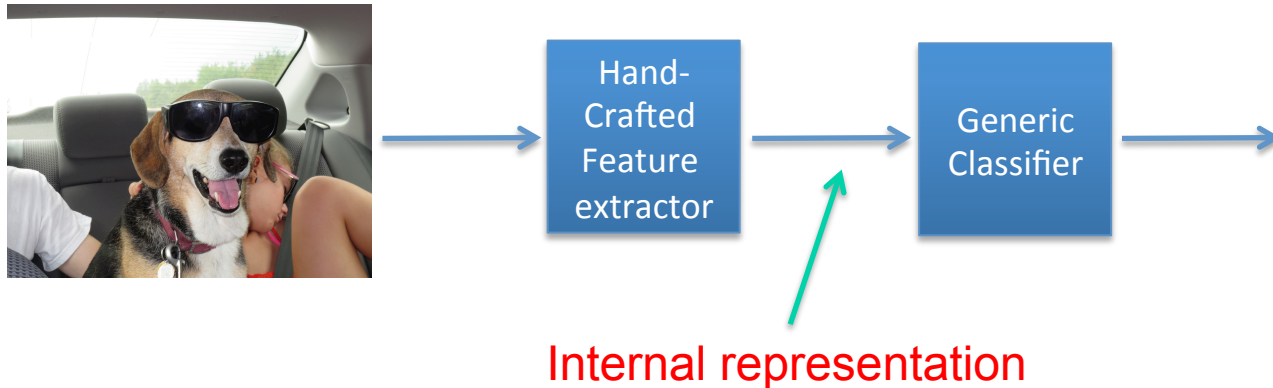 Hand-
Crafted
Feature
extractor
Generic
Classifier
Internal representation